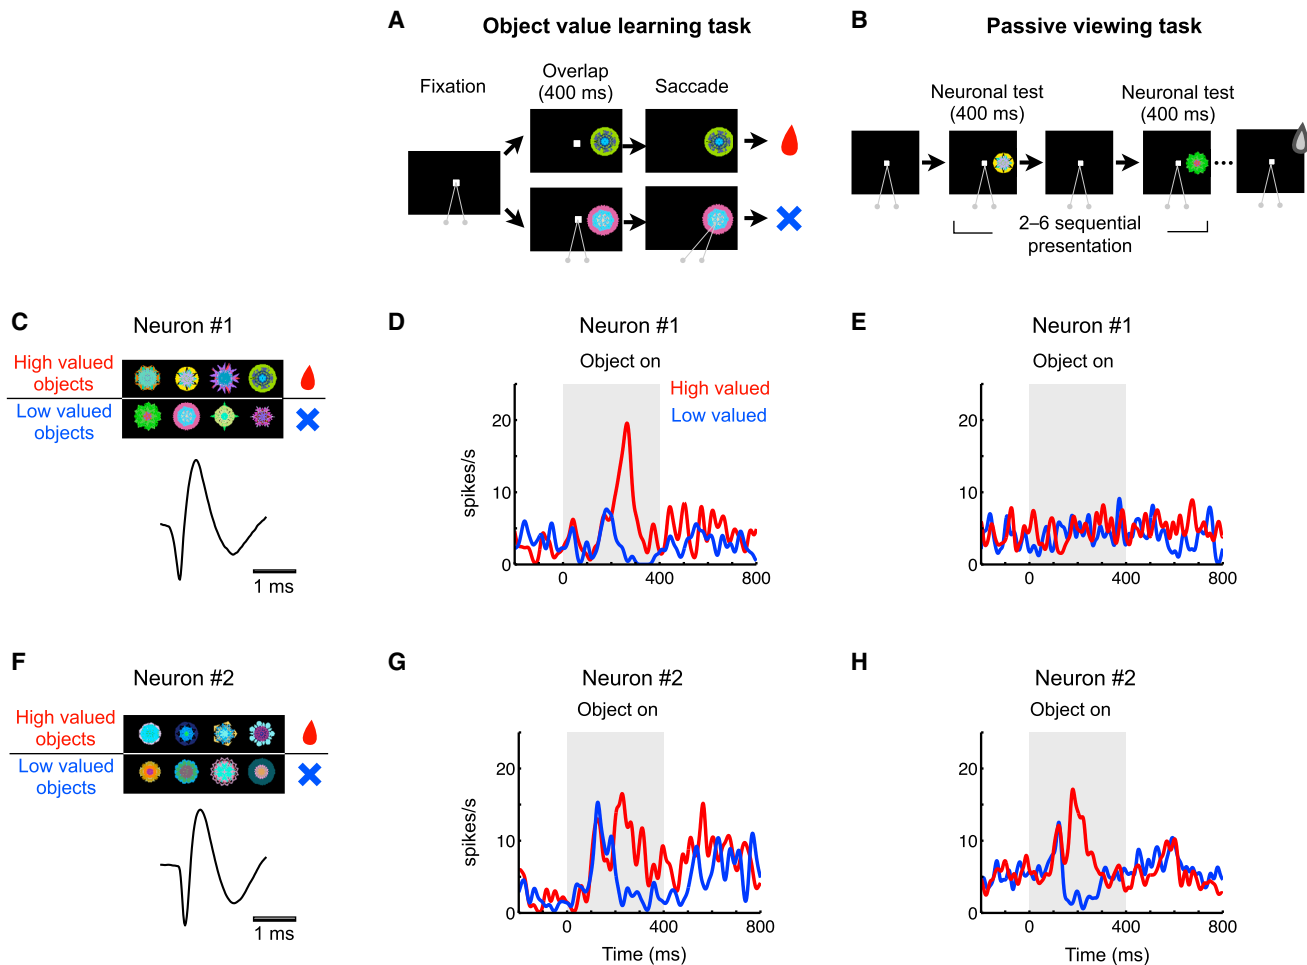 A
Object value learning task
Fixation
Overlap
(400 ms)
Saccade
B
Passive viewing task
Neuronal test
(400 ms)
Neuronal test
(400 ms)
2–6 sequential
presentation
C
Neuron #1
High valued
objects
Low valued
objects
1 ms
D
Neuron #1
Object on
High valued
Low valued
spikes/s
20
10
0
0
400
800
E
Neuron #1
Object on
20
10
0
0
400
800
F
Neuron #2
High valued
objects
Low valued
objects
1 ms
G
Neuron #2
Object on
spikes/s
20
10
0
0
400
800
Time (ms)
H
Neuron #2
Object on
20
10
0
0
400
800
Time (ms)